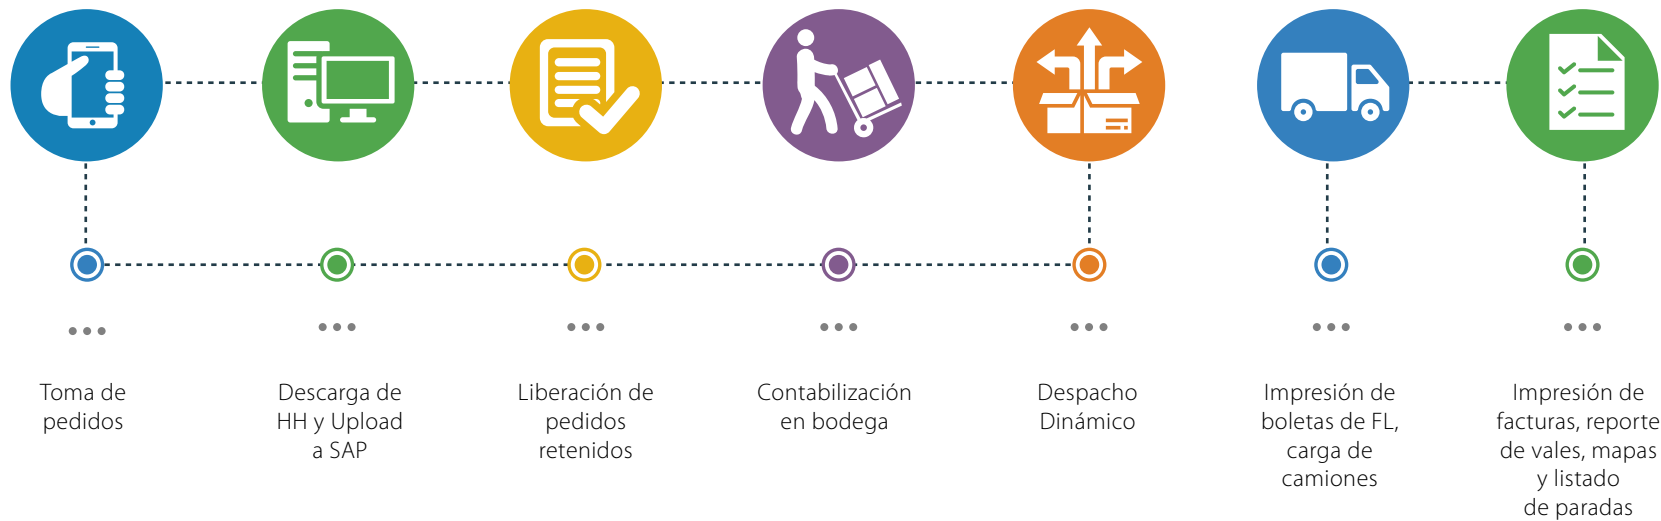 Toma de
pedidos
Descarga de
HH y Upload
a SAP
Liberación de
pedidos
retenidos
Contabilización
en bodega
Despacho
Dinámico
Impresión de
boletas de FL,
carga de
camiones
Impresión de
facturas, reporte
de vales, mapas
y listado
de paradas